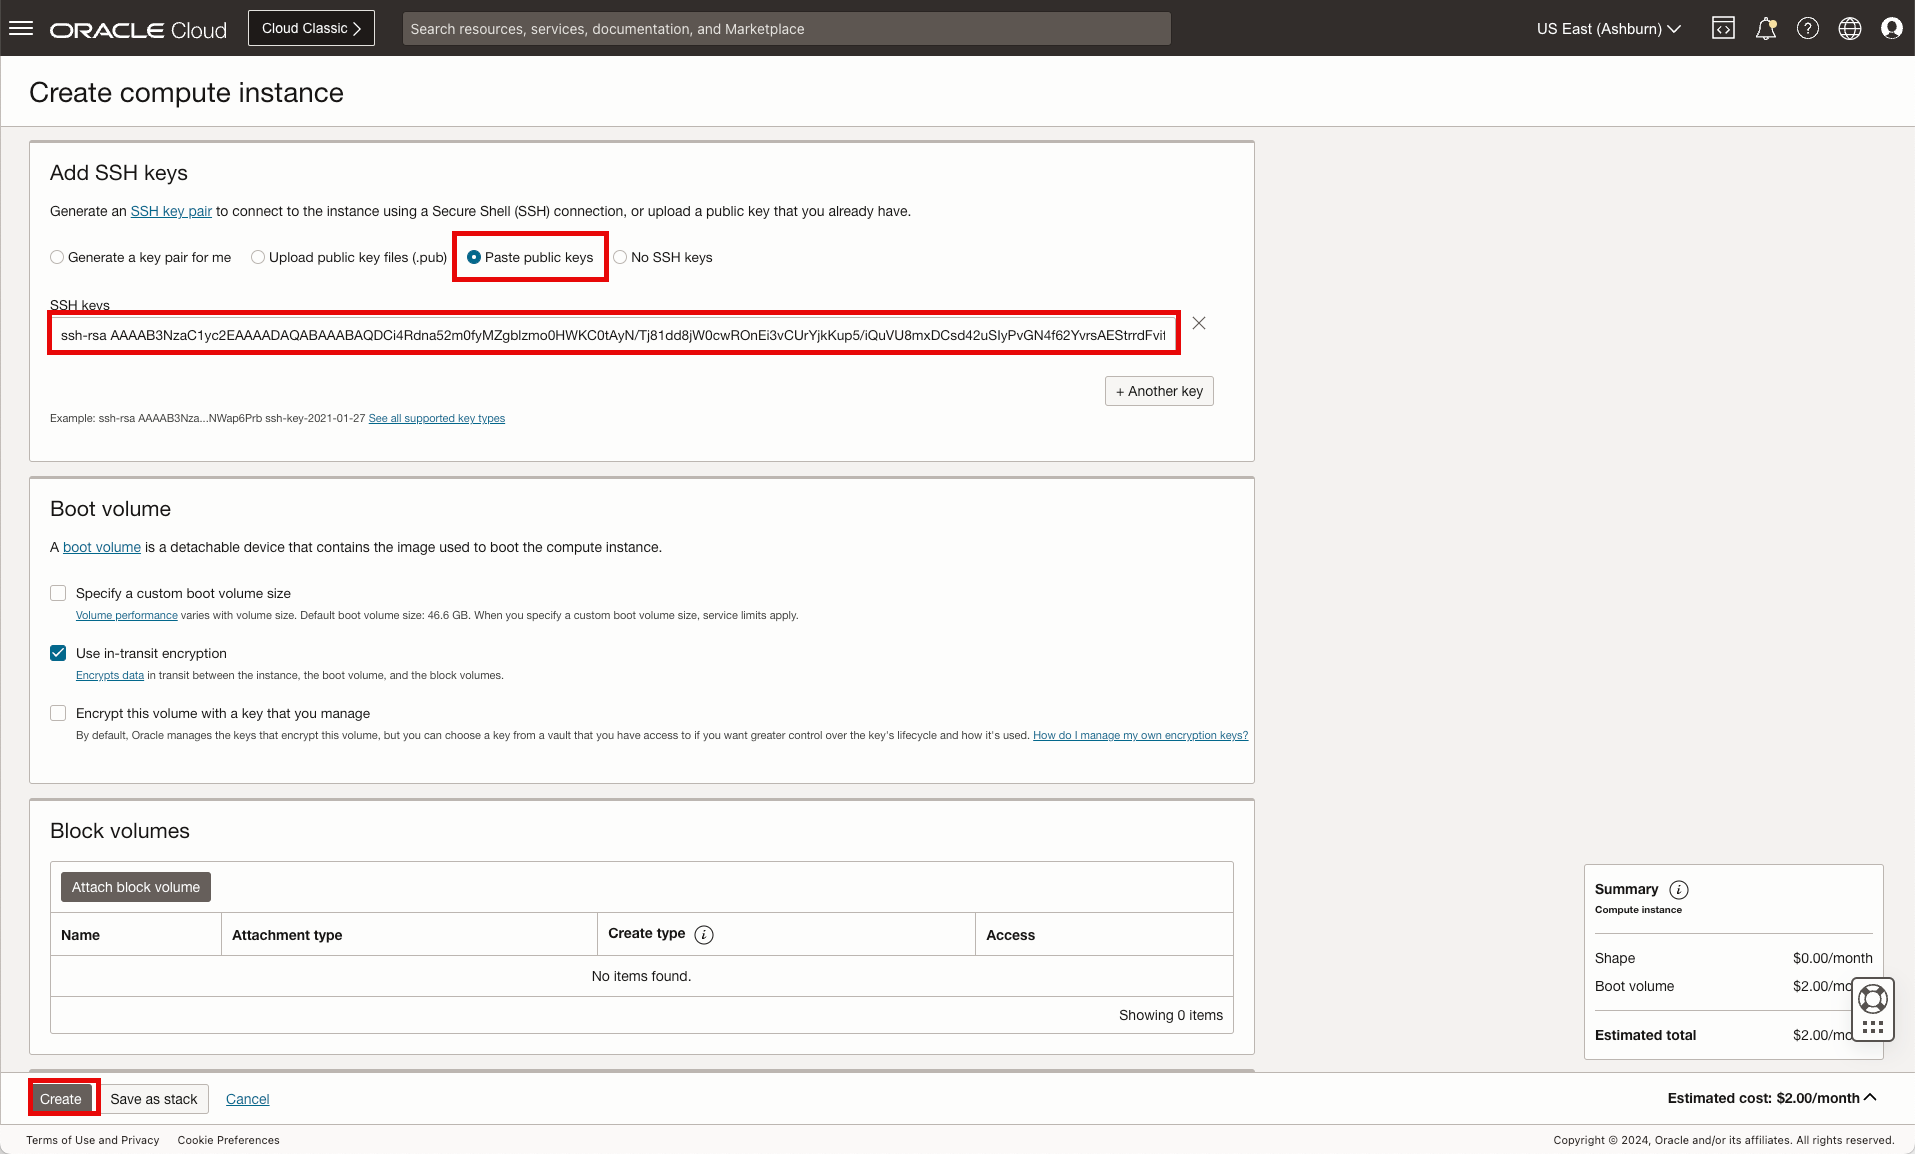 ORACLE Cloud
Cloud Classic
Search resources, services, documentation, and Marketplace
US East (Ashburn)
Create compute instance
Add SSH keys
Generate an SSH key pair to connect to the instance using a Secure Shell (SSH) connection, or upload a public key that you already have.
Generate a key pair for me
Upload public key files (.pub)
Paste public keys
No SSH keys
SSH keys
ssh-rsa AAAAB3NzaC1yc2EAAAADAQABAAABAQDCi4Rdna52m0fyMZgblzmo0HWKC0tAyN/Tj81dd8jW0cwROnEi3vCUrYjkKup5/iQuVU8mxDCsd42uSIyPvGN4f62YvrsAEStrrdFvif
+ Another key
Example: ssh-rsa AAAAB3Nza...NWap6Prb ssh-key-2021-01-27 See all supported key types
Boot volume
A boot volume is a detachable device that contains the image used to boot the compute instance.
Specify a custom boot volume size
Volume performance varies with volume size. Default boot volume size: 46.6 GB. When you specify a custom boot volume size, service limits apply.
Use in-transit encryption
Encrypts data in transit between the instance, the boot volume, and the block volumes.
Encrypt this volume with a key that you manage
By default, Oracle manages the keys that encrypt this volume, but you can choose a key from a vault that you have access to if you want greater control over the key's lifecycle and how it's used. How do I manage my own encryption keys?
Block volumes
Attach block volume
Name
Attachment type
Create type
Access
No items found.
Showing 0 items
Summary
Compute instance
Shape $0.00/month
Boot volume $2.00/mo
Estimated total $2.00/mo
Create
Save as stack
Cancel
Estimated cost: $2.00/month
Terms of Use and Privacy
Cookie Preferences
Copyright © 2024, Oracle and/or its affiliates. All rights reserved.